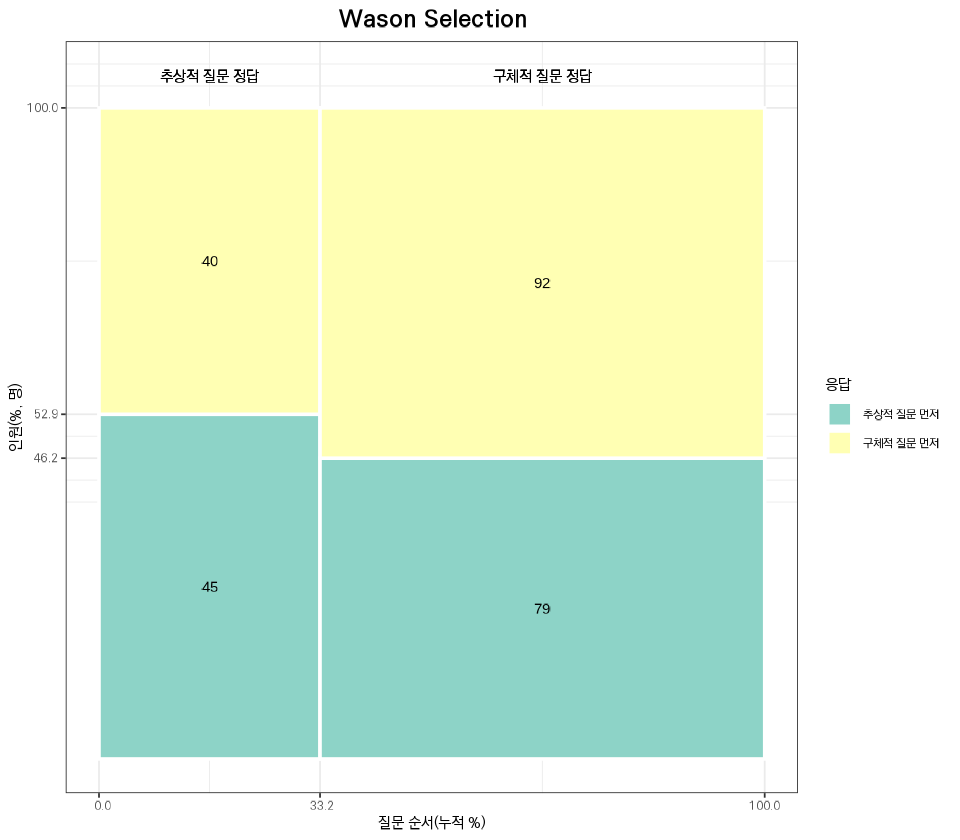 Wason Selection
추상적 질문 정답
구체적 질문 정답
100.0
52.9
46.2
인원(%, 명)
40
92
45
79
0.0
33.2
100.0
질문 순서(누적 %)
응답
추상적 질문 먼저
구체적 질문 먼저